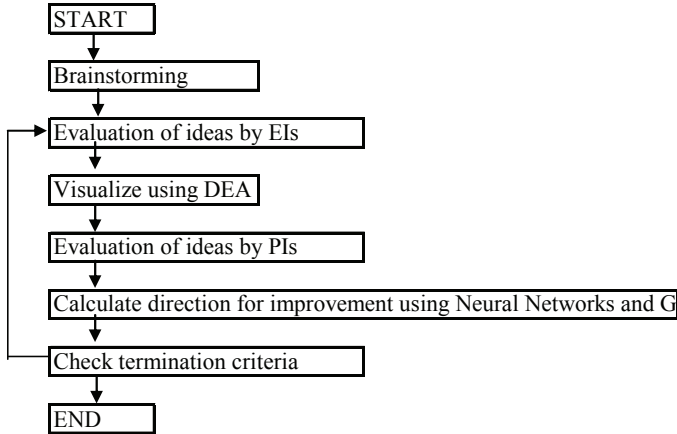 START
Brainstorming
Evaluation of ideas by EIs
Visualize using DEA
Evaluation of ideas by PIs
Calculate direction for improvement using Neural Networks and G
Check termination criteria
END